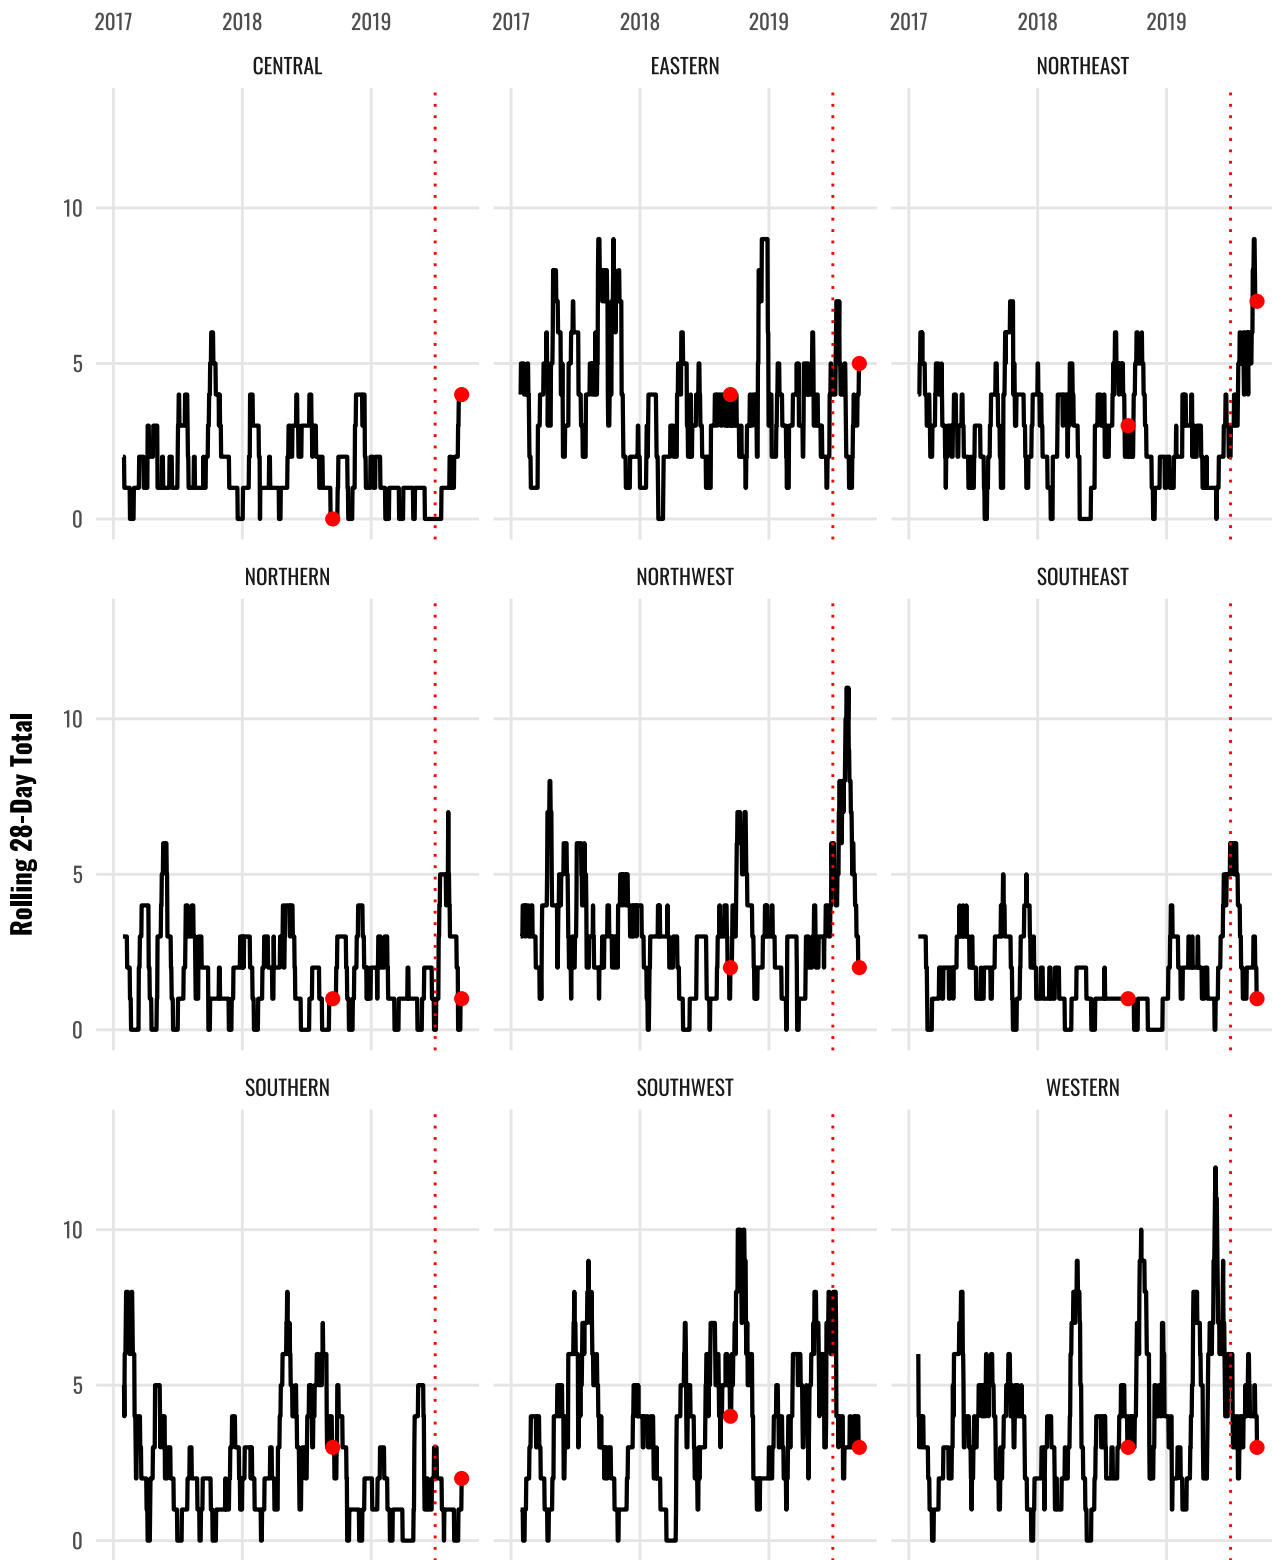 2017 2018 2019 2017 2018 2019 2017 2018 2019
CENTRAL EASTERN NORTHEAST
10
5
0
NORTHERN NORTHWEST SOUTHEAST
10
5
0
Rolling 28-Day Total
SOUTHERN SOUTHWEST WESTERN
10
5
0